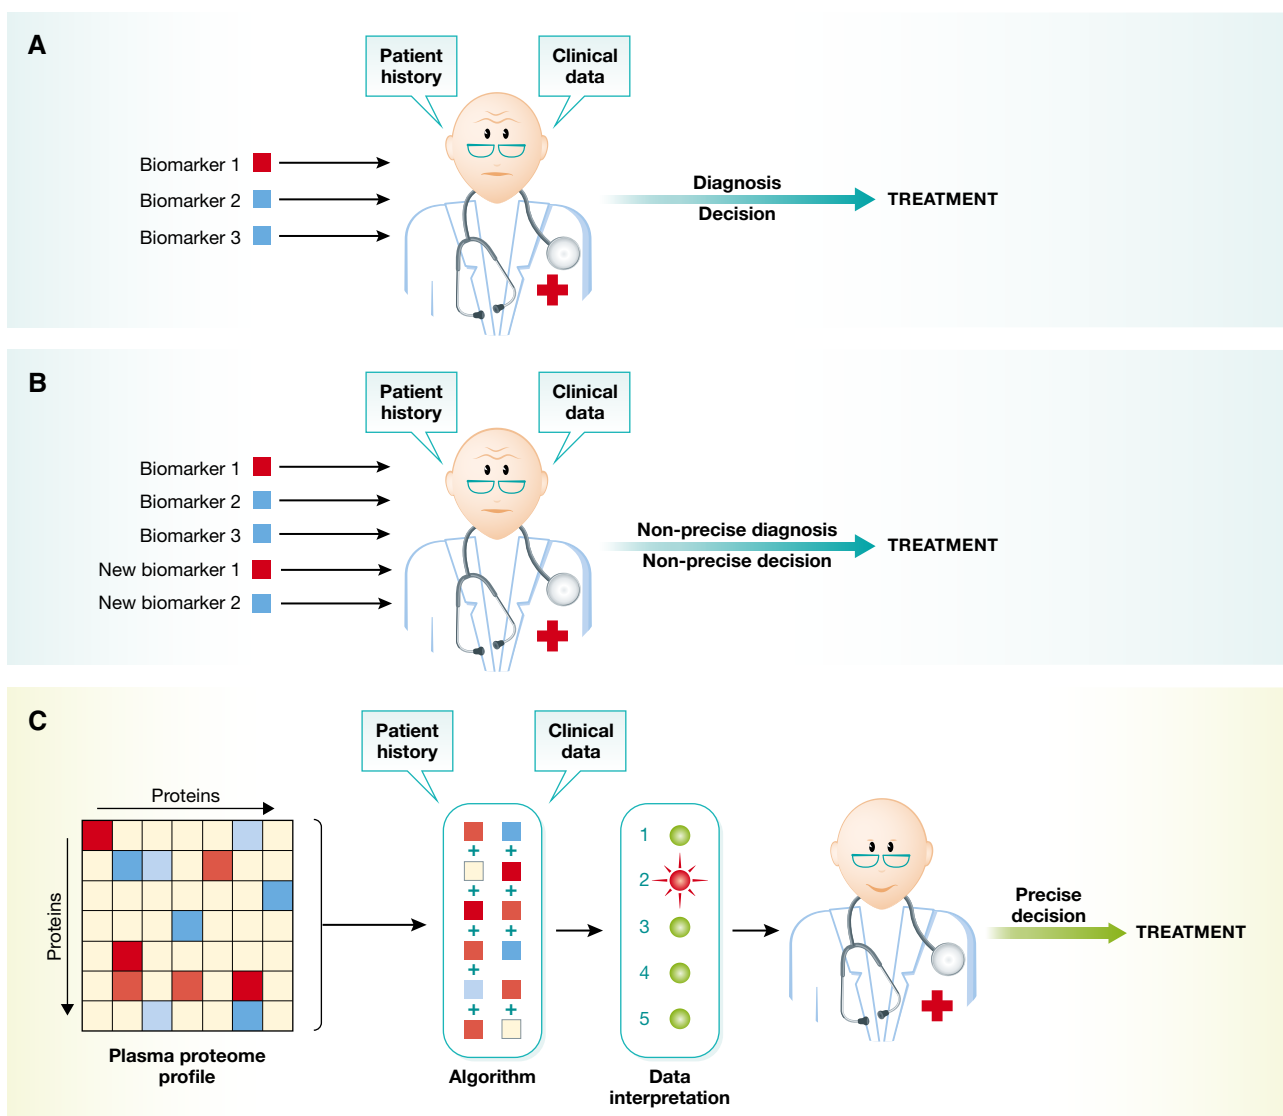 A
Patient
history
Clinical
data
Biomarker 1
Biomarker 2
Biomarker 3
Diagnosis
Decision
TREATMENT
B
Patient
history
Clinical
data
Biomarker 1
Biomarker 2
Biomarker 3
New biomarker 1
New biomarker 2
Non-precise diagnosis
Non-precise decision
TREATMENT
C
Patient
history
Clinical
data
Proteins
Proteins
Plasma proteome
profile
+ +
+ +
+ +
+
+ +
Algorithm
1
2
3
4
5
Data
interpretation
Precise
decision
TREATMENT